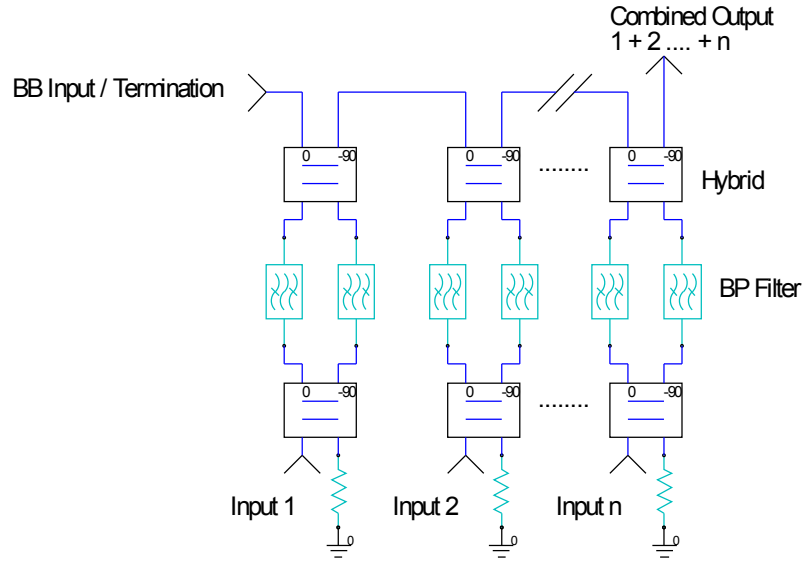 Combined Output
1 + 2 .... + n
BB Input / Termination
0 -90
0 -90
........
0 -90
Hybrid
BP Filter
0 -90
0 -90
........
0 -90
Input 1
Input 2
Input n
0
0
0